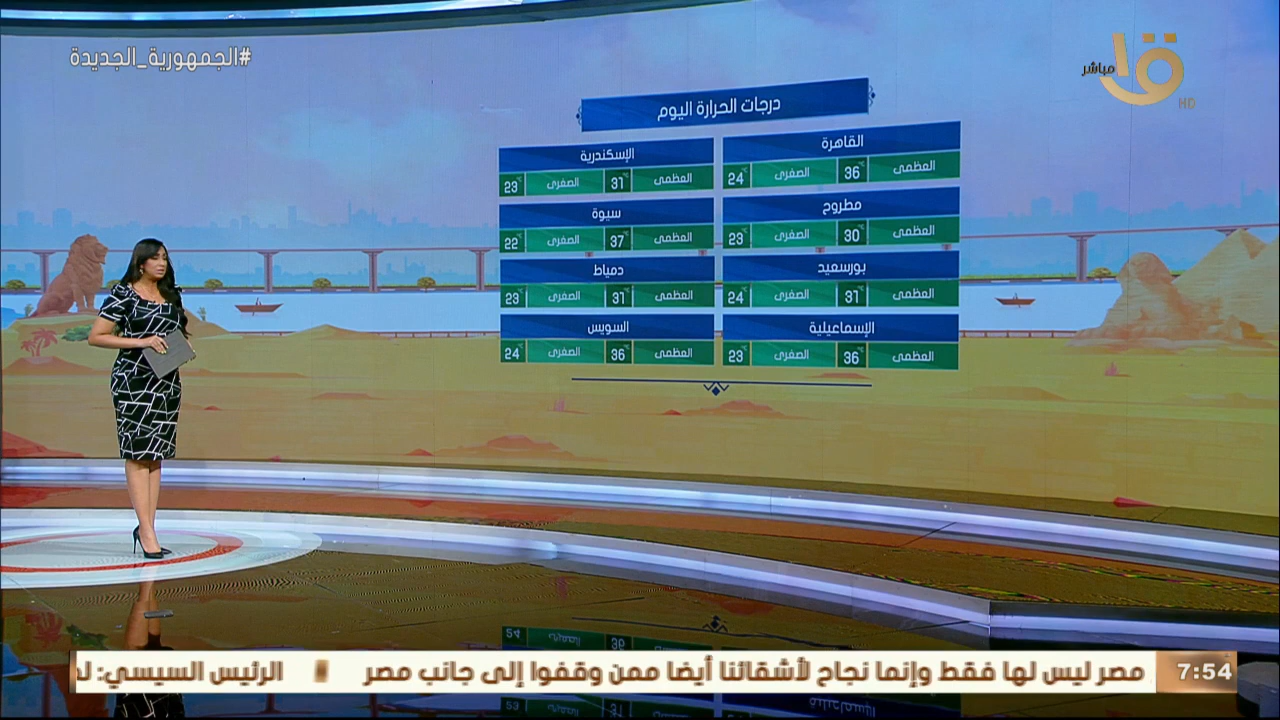 #الجمهورية_الجديدة
مباشر
HD
درجات الحرارة اليوم
القاهرة
العظمى 36°c الصغرى 24°c
الإسكندرية
العظمى 31°c الصغرى 23°c
مطروح
العظمى 30°c الصغرى 23°c
سيوة
العظمى 37°c الصغرى 22°c
بورسعيد
العظمى 31°c الصغرى 24°c
دمياط
العظمى 31°c الصغرى 23°c
الإسماعيلية
العظمى 36°c الصغرى 23°c
السويس
العظمى 36°c الصغرى 24°c
7:54
مصر ليس لها فقط وإنما نجاح لأشقائنا أيضا ممن وقفوا إلى جانب مصر
الرئيس السيسي: لـ